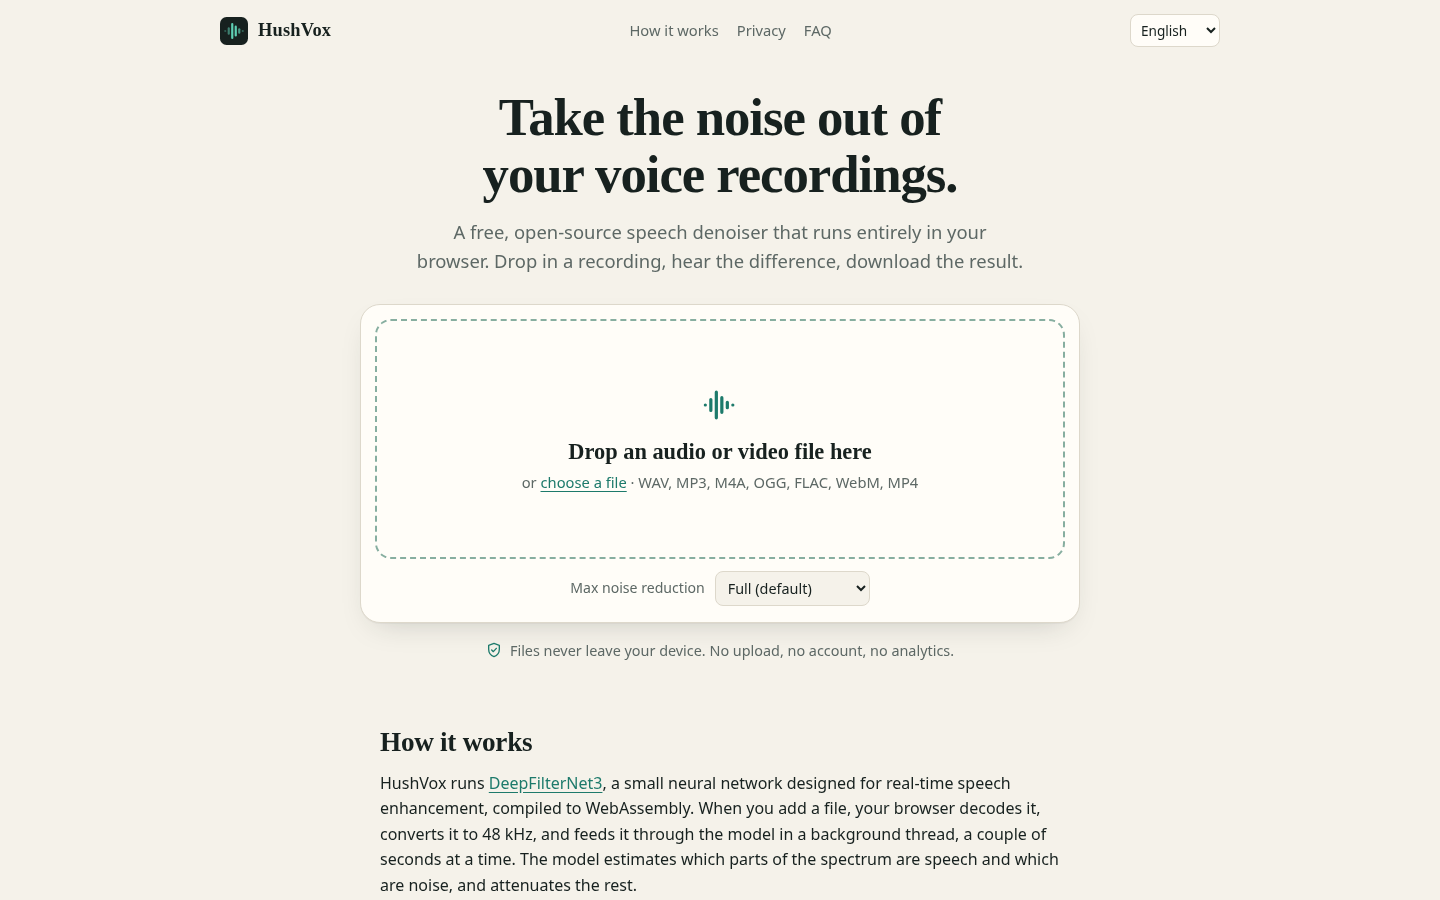 HushVox
How it works
Privacy
FAQ
English
Take the noise out of
your voice recordings.
A free, open-source speech denoiser that runs entirely in your
browser. Drop in a recording, hear the difference, download the result.
Drop an audio or video file here
or choose a file · WAV, MP3, M4A, OGG, FLAC, WebM, MP4
Max noise reduction
Full (default)
Files never leave your device. No upload, no account, no analytics.
How it works
HushVox runs DeepFilterNet3, a small neural network designed for real-time speech
enhancement, compiled to WebAssembly. When you add a file, your browser decodes it,
converts it to 48 kHz, and feeds it through the model in a background thread, a couple of
seconds at a time. The model estimates which parts of the spectrum are speech and which
are noise, and attenuates the rest.